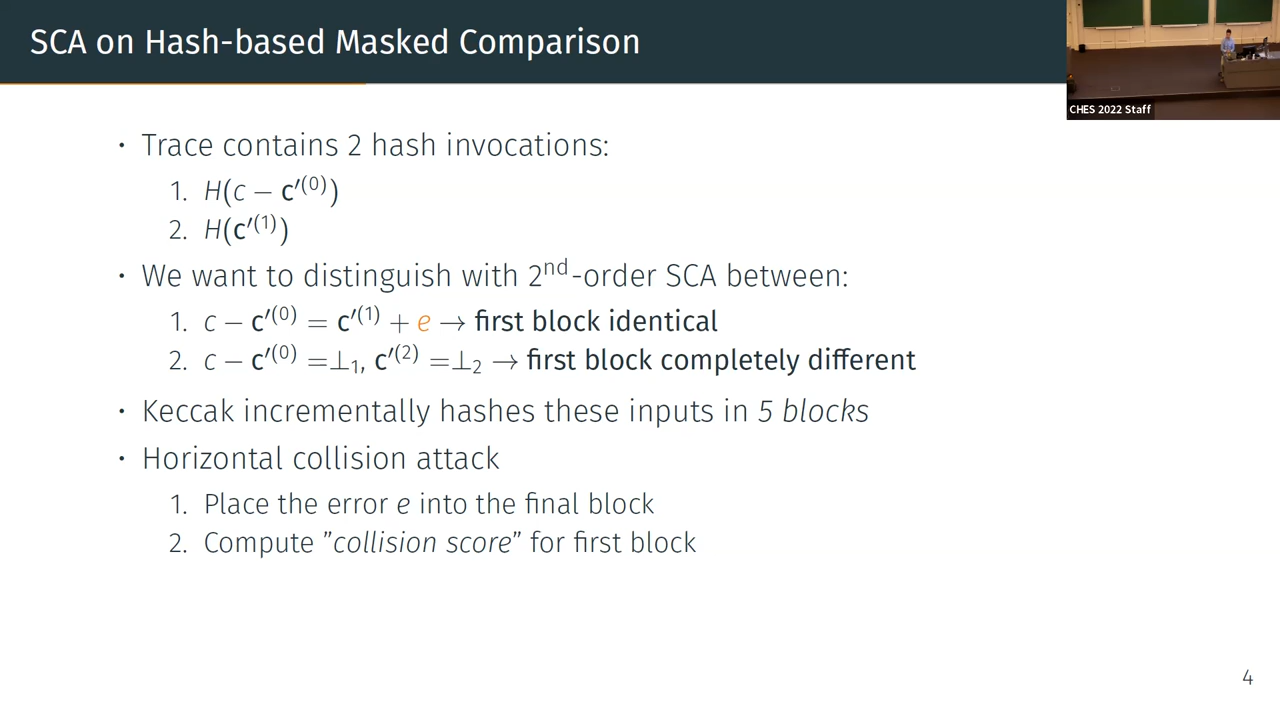 SCA on Hash-based Masked Comparison
CHES 2022 Staff
• Trace contains 2 hash invocations:
1. H(c − c′⁽⁰⁾)
2. H(c′⁽¹⁾)
• We want to distinguish with 2ⁿᵈ-order SCA between:
1. c − c′⁽⁰⁾ = c′⁽¹⁾ + e → first block identical
2. c − c′⁽⁰⁾ =⊥₁, c′⁽²⁾ =⊥₂ → first block completely different
• Keccak incrementally hashes these inputs in 5 blocks
• Horizontal collision attack
1. Place the error e into the final block
2. Compute ”collision score” for first block
4